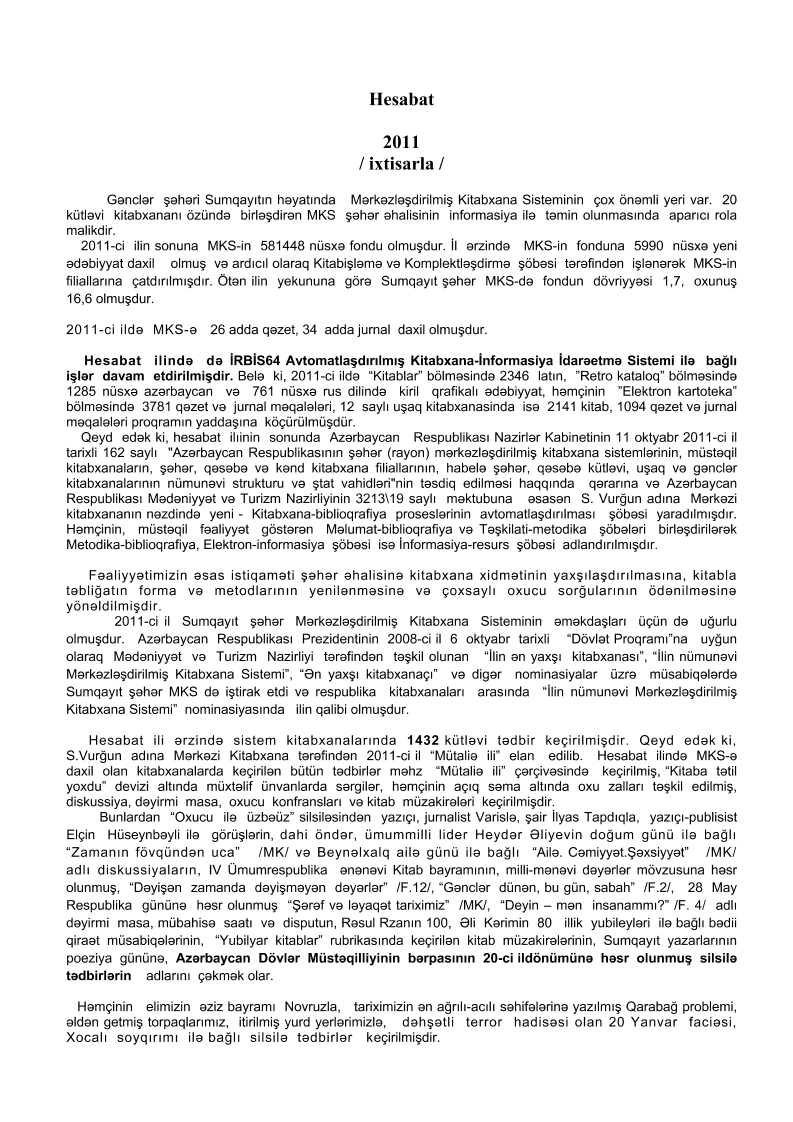 Hesabat
2011
/ ixtisarla /
Gənclər şəhəri Sumqayıtın həyatında Mərkəzləşdirilmiş Kitabxana Sisteminin çox önəmli yeri var. 20
kütləvi kitabxananı özündə birləşdirən MKS şəhər əhalisinin informasiya ilə təmin olunmasında aparıcı rola
malikdir.
2011-ci ilin sonuna MKS-in 581448 nüsxə fondu olmuşdur. İl ərzində MKS-in fonduna 5990 nüsxə yeni
ədəbiyyat daxil olmuş və ardıcıl olaraq Kitabişləmə və Komplektləşdirmə şöbəsi tərəfindən işlənərək MKS-in
filiallarına çatdırılmışdır. Ötən ilin yekununa görə Sumqayıt şəhər MKS-də fondun dövriyyəsi 1,7, oxunuş
16,6 olmuşdur.
2011-ci ildə MKS-ə 26 adda qəzet, 34 adda jurnal daxil olmuşdur.
Hesabat ilində də İRBİS64 Avtomatlaşdırılmış Kitabxana-İnformasiya İdarəetmə Sistemi ilə bağlı
işlər davam etdirilmişdir. Belə ki, 2011-ci ildə “Kitablar” bölməsində 2346 latın, ”Retro kataloq” bölməsində
1285 nüsxə azərbaycan və 761 nüsxə rus dilində kiril qrafikalı ədəbiyyat, həmçinin ”Elektron kartoteka”
bölməsində 3781 qəzet və jurnal məqalələri, 12 saylı uşaq kitabxanasında isə 2141 kitab, 1094 qəzet və jurnal
məqalələri proqramın yaddaşına köçürülmüşdür.
Qeyd edək ki, hesabat iliinin sonunda Azərbaycan Respublikası Nazirlər Kabinetinin 11 oktyabr 2011-ci il
tarixli 162 saylı "Azərbaycan Respublikasının şəhər (rayon) mərkəzləşdirilmiş kitabxana sistemlərinin, müstəqil
kitabxanaların, şəhər, qəsəbə və kənd kitabxana filiallarının, habelə şəhər, qəsəbə kütləvi, uşaq və gənclər
kitabxanalarının nümunəvi strukturu və ştat vahidləri"nin təsdiq edilməsi haqqında qərarına və Azərbaycan
Respublikası Mədəniyyət və Turizm Nazirliyinin 3213\19 saylı məktubuna əsasən S. Vurğun adına Mərkəzi
kitabxananın nəzdində yeni - Kitabxana-biblioqrafiya proseslərinin avtomatlaşdırılması şöbəsi yaradılmışdır.
Həmçinin, müstəqil fəaliyyət göstərən Məlumat-biblioqrafiya və Təşkilati-metodika şöbələri birləşdirilərək
Metodika-biblioqrafiya, Elektron-informasiya şöbəsi isə İnformasiya-resurs şöbəsi adlandırılmışdır.
Fəaliyyətimizin əsas istiqaməti şəhər əhalisinə kitabxana xidmətinin yaxşılaşdırılmasına, kitabla
təbliğatın forma və metodlarının yenilənməsinə və çoxsaylı oxucu sorğularının ödənilməsinə
yönəldilmişdir.
2011-ci il Sumqayıt şəhər Mərkəzləşdirilmiş Kitabxana Sisteminin əməkdaşları üçün də uğurlu
olmuşdur. Azərbaycan Respublikası Prezidentinin 2008-ci il 6 oktyabr tarixli “Dövlət Proqramı”na uyğun
olaraq Mədəniyyət və Turizm Nazirliyi tərəfindən təşkil olunan “İlin ən yaxşı kitabxanası”, “İlin nümunəvi
Mərkəzləşdirilmiş Kitabxana Sistemi”, “Ən yaxşı kitabxanaçı” və digər nominasiyalar üzrə müsabiqələrdə
Sumqayıt şəhər MKS də iştirak etdi və respublika kitabxanaları arasında “İlin nümunəvi Mərkəzləşdirilmiş
Kitabxana Sistemi” nominasiyasında ilin qalibi olmuşdur.
Hesabat ili ərzində sistem kitabxanalarında 1432 kütləvi tədbir keçirilmişdir. Qeyd edək ki,
S.Vurğun adına Mərkəzi Kitabxana tərəfindən 2011-ci il “Mütaliə ili” elan edilib. Hesabat ilində MKS-ə
daxil olan kitabxanalarda keçirilən bütün tədbirlər məhz “Mütaliə ili” çərçivəsində keçirilmiş, “Kitaba tətil
yoxdu” devizi altında müxtəlif ünvanlarda sərgilər, həmçinin açıq səma altında oxu zalları təşkil edilmiş,
diskussiya, dəyirmi masa, oxucu konfransları və kitab müzakirələri keçirilmişdir.
Bunlardan “Oxucu ilə üzbəüz” silsiləsindən yazıçı, jurnalist Varislə, şair İlyas Tapdıqla, yazıçı-publisist
Elçin Hüseynbəyli ilə görüşlərin, dahi öndər, ümummilli lider Heydər Əliyevin doğum günü ilə bağlı
“Zamanın fövqündən uca” /MK/ və Beynəlxalq ailə günü ilə bağlı “Ailə. Cəmiyyət.Şəxsiyyət” /MK/
adlı diskussiyaların, IV Ümumrespublika ənənəvi Kitab bayramının, milli-mənəvi dəyərlər mövzusuna həsr
olunmuş, “Dəyişən zamanda dəyişməyən dəyərlər” /F.12/, “Gənclər dünən, bu gün, sabah” /F.2/, 28 May
Respublika gününə həsr olunmuş “Şərəf və ləyaqət tariximiz” /MK/, “Deyin – mən insanammı?” /F. 4/ adlı
dəyirmi masa, mübahisə saatı və disputun, Rəsul Rzanın 100, Əli Kərimin 80 illik yubileyləri ilə bağlı bədii
qiraət müsabiqələrinin, “Yubilyar kitablar” rubrikasında keçirilən kitab müzakirələrinin, Sumqayıt yazarlarının
poeziya gününə, Azərbaycan Dövlər Müstəqilliyinin bərpasının 20-ci ildönümünə həsr olunmuş silsilə
tədbirlərin adlarını çəkmək olar.
Həmçinin elimizin əziz bayramı Novruzla, tariximizin ən ağrılı-acılı səhifələrinə yazılmış Qarabağ problemi,
əldən getmiş torpaqlarımız, itirilmiş yurd yerlərimizlə, dəhşətli terror hadisəsi olan 20 Yanvar faciəsi,
Xocalı soyqırımı ilə bağlı silsilə tədbirlər keçirilmişdir.